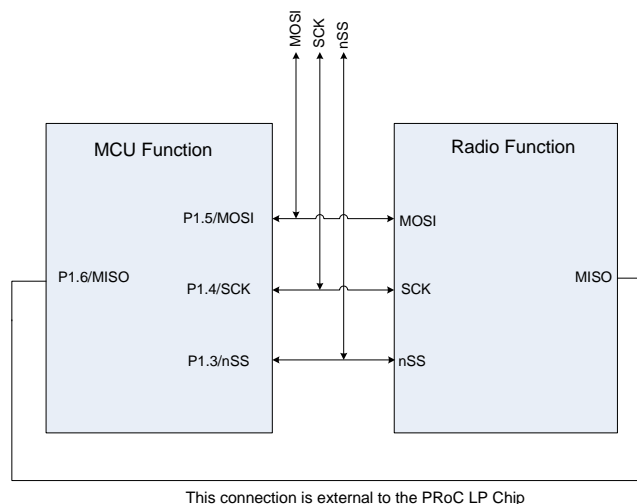 MOSI
SCK
nSS
MCU Function
Radio Function
P1.5/MOSI
MOSI
P1.6/MISO
P1.4/SCK
SCK
MISO
P1.3/nSS
nSS
This connection is external to the PRoC LP Chip